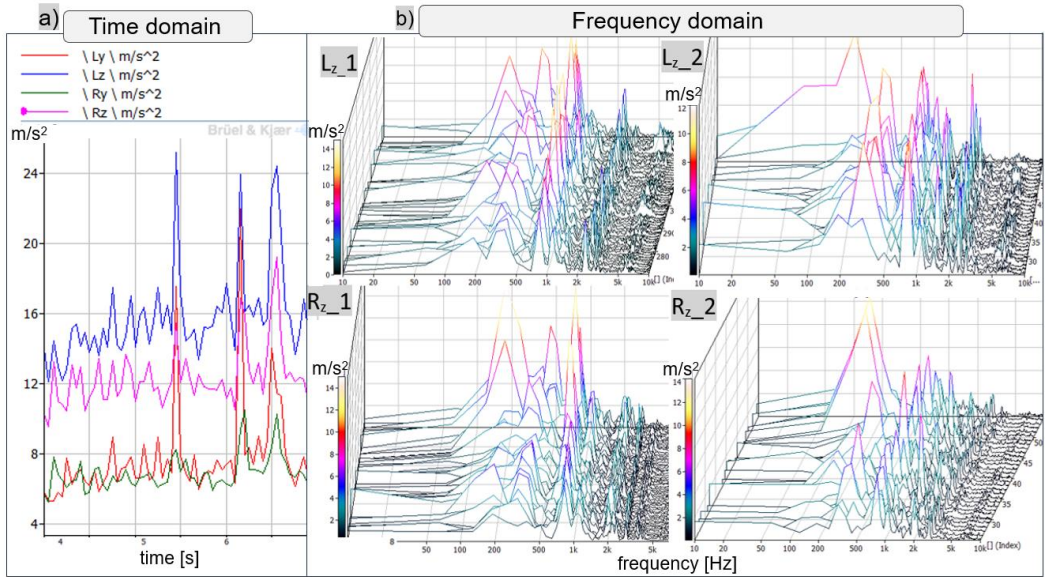 a) Time domain
b) Frequency domain
\ Ly \ m/s^2
\ Lz \ m/s^2
\ Ry \ m/s^2
\ Rz \ m/s^2
m/s²
Brüel & Kjær
24
20
16
12
8
4
4 5 6
time [s]
Lz_1
m/s²
14
12
10
8
6
4
2
0
10 20 50 100 200 500 1k 2k 5k 10k [] (Ind
280
290
3
Lz_2
m/s²
12
10
8
6
4
2
10 20 50 100 200 500 1k 2k 5k 10k
30
35
40
Rz_1
m/s²
14
12
10
8
6
4
2
8 50 100 200 500 1k 2k 5k
Rz_2
m/s²
14
12
10
8
6
4
2
10 20 50 100 200 500 1k 2k 5k 10k [] (Index)
30
35
40
45
50
frequency [Hz]